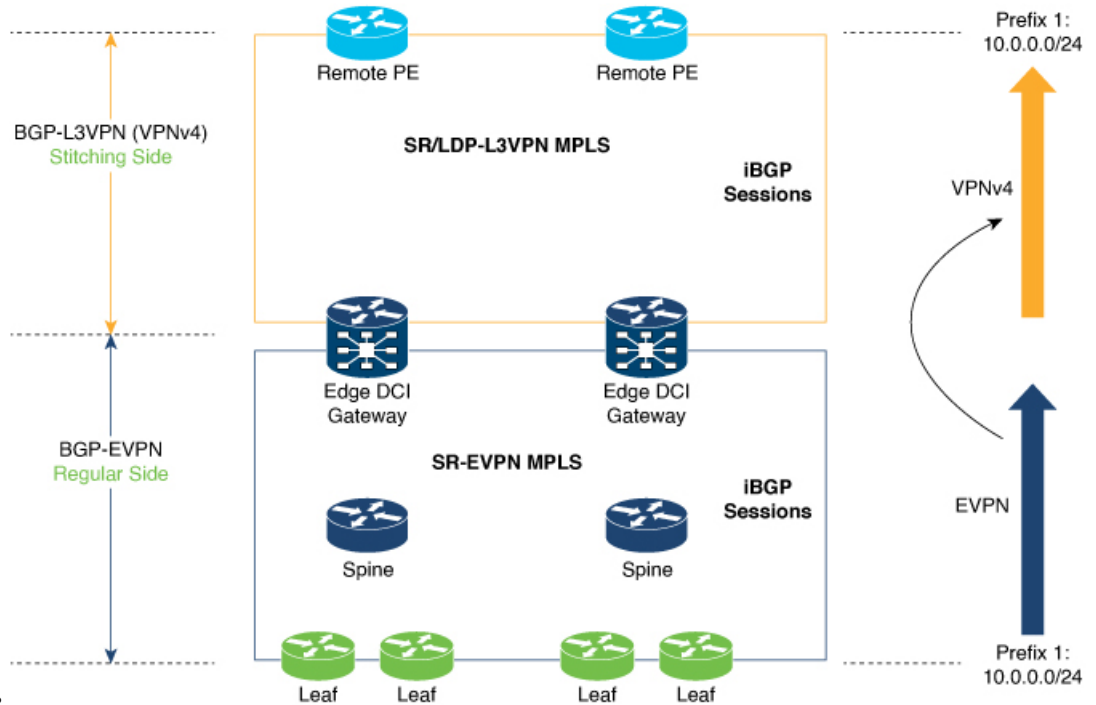 Prefix 1:
10.0.0.0/24
Remote PE
Remote PE
BGP-L3VPN (VPNv4)
Stitching Side
SR/LDP-L3VPN MPLS
iBGP
Sessions
VPNv4
Edge DCI
Gateway
Edge DCI
Gateway
BGP-EVPN
Regular Side
SR-EVPN MPLS
iBGP
Sessions
EVPN
Spine
Spine
Prefix 1:
10.0.0.0/24
Leaf
Leaf
Leaf
Leaf